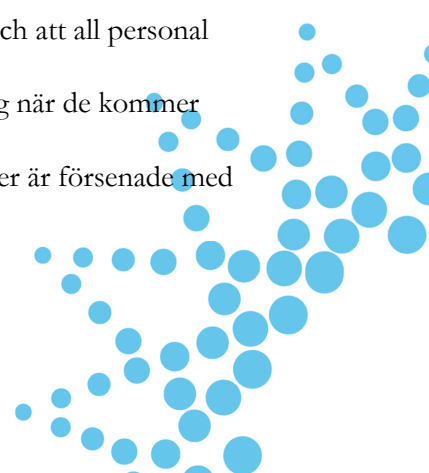 ch att all personal
g när de kommer
er är försenade med